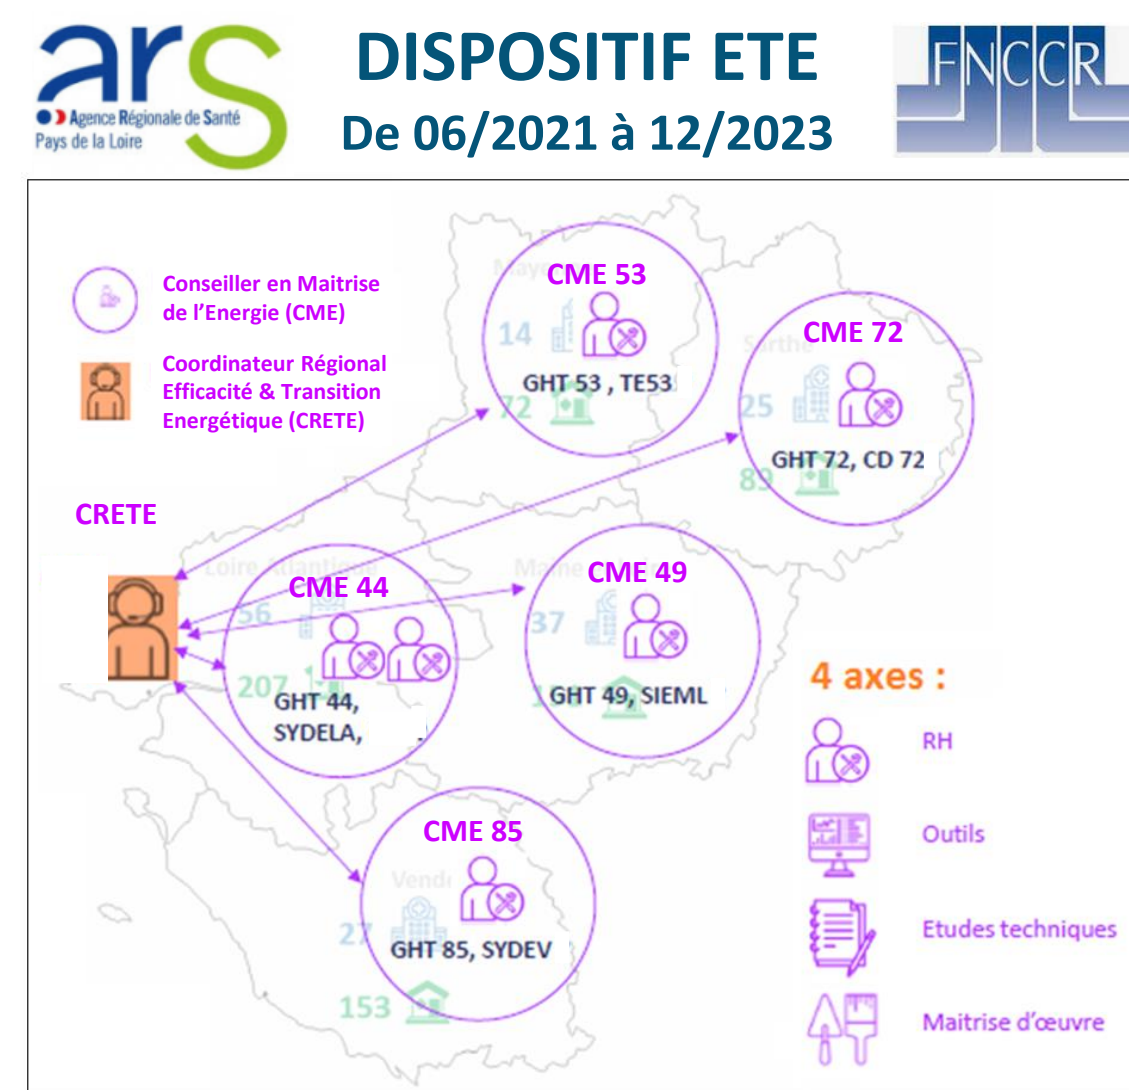 ars
Agence Régionale de Santé
Pays de la Loire
DISPOSITIF ETE
De 06/2021 à 12/2023
FNCCR
Conseiller en Maitrise
de l'Energie (CME)
Coordinateur Régional
Efficacité & Transition
Energétique (CRETE)
CRETE
CME 53
14
GHT 53 , TE53
72
Sarthe
CME 72
25
GHT 72, CD 72
89
Loire Atlantique
CME 44
56
207
GHT 44,
SYDELA,
CME 49
37
GHT 49, SIEML
CME 85
27
GHT 85, SYDEV
153
4 axes :
RH
Outils
Etudes techniques
Maitrise d'œuvre